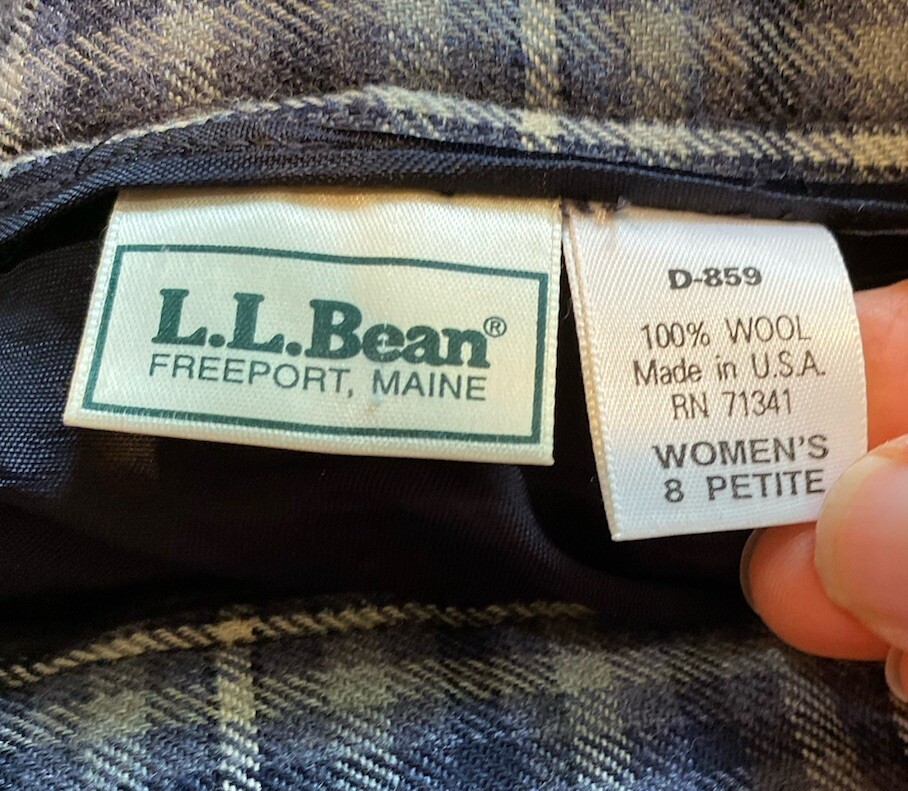 L.L.Bean®
FREEPORT, MAINE
D-859
100% WOOL
Made in U.S.A.
RN 71341
WOMEN'S
8 PETITE